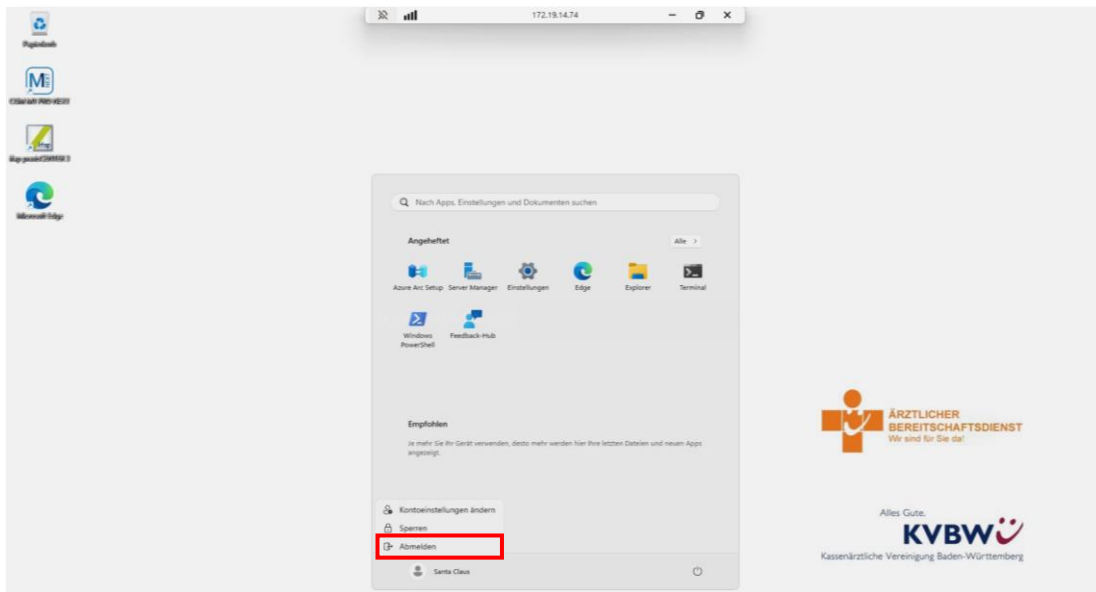 172.19.14.74
Papierkorb
Microsoft Edge
Nach Apps, Einstellungen und Dokumenten suchen
Angeheftet
Alle >
Azure Arc Setup
Server Manager
Einstellungen
Edge
Explorer
Terminal
Windows
PowerShell
Feedback-Hub
Empfohlen
Je mehr Sie Ihr Gerät verwenden, desto mehr werden hier Ihre letzten Dateien und neuen Apps
angezeigt.
Kontoeinstellungen ändern
Sperren
Abmelden
Santa Claus
ÄRZTLICHER
BEREITSCHAFTSDIENST
Wir sind für Sie da!
Alles Gute.
KVBW
Kassenärztliche Vereinigung Baden-Württemberg